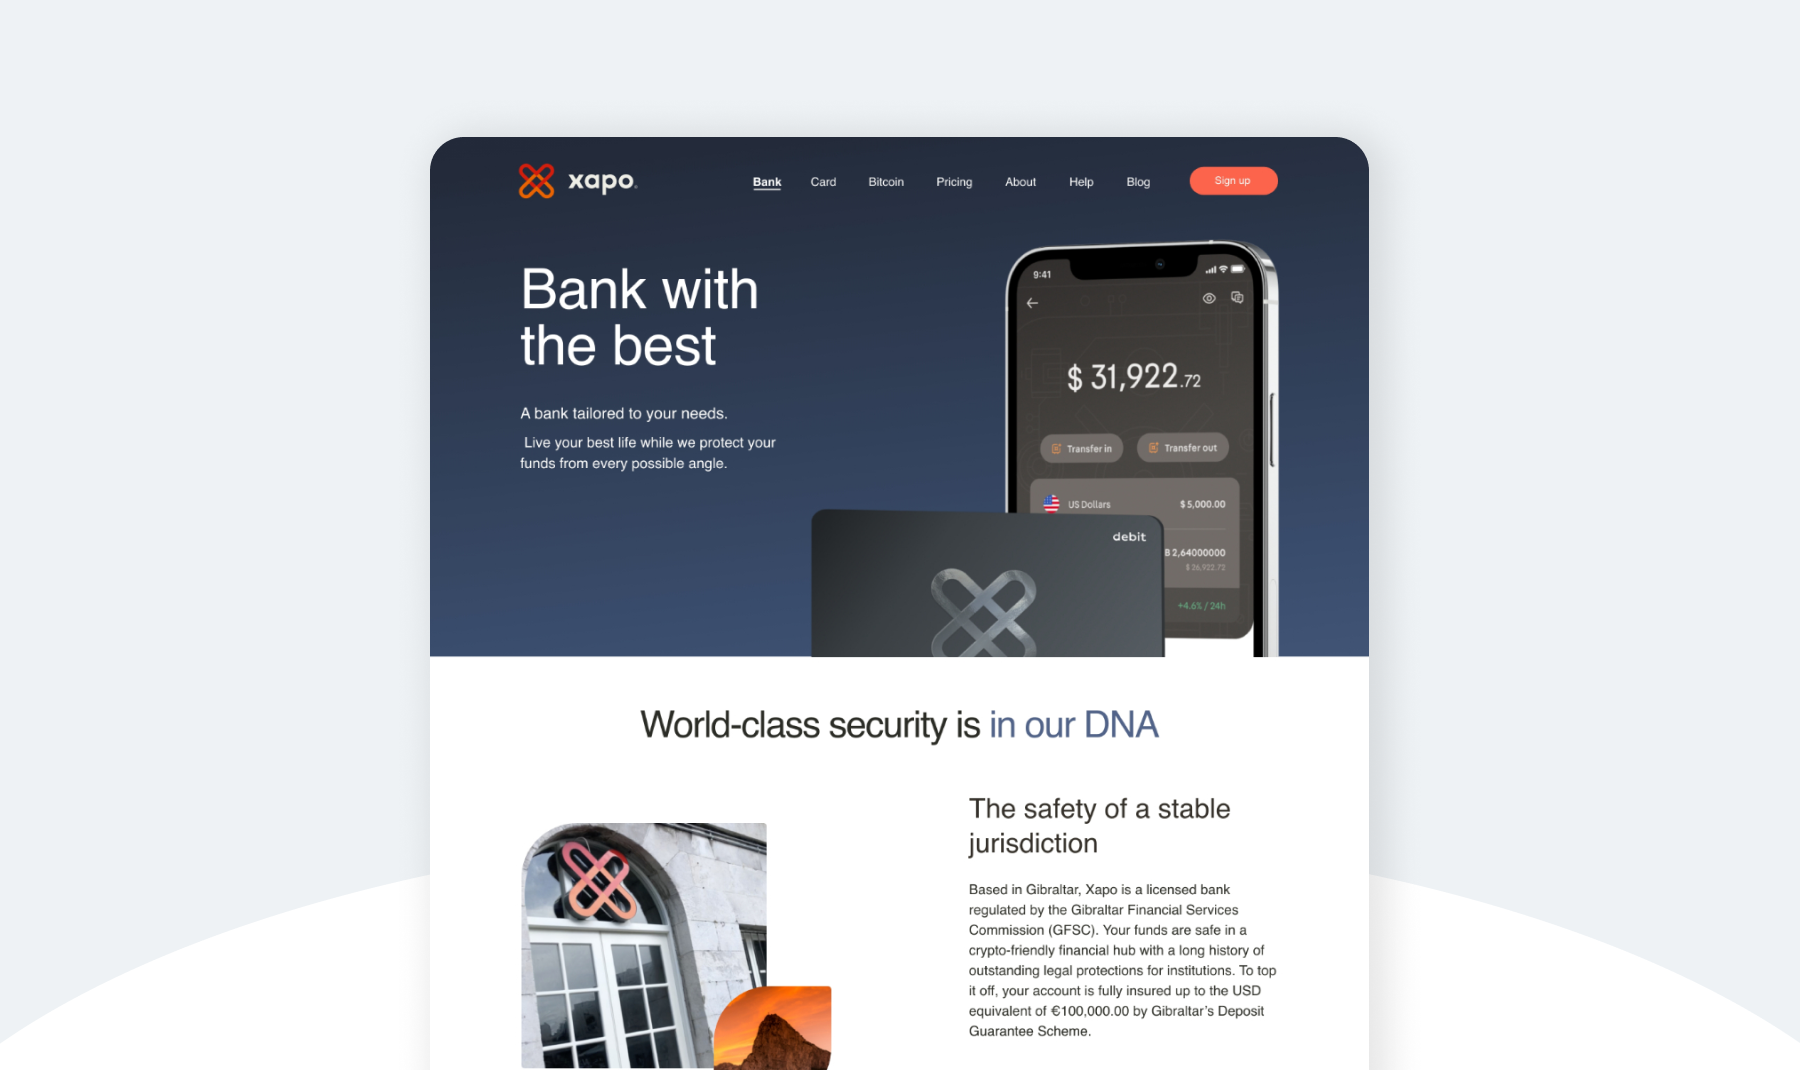 xapo
Bank Card Bitcoin Pricing About Help Blog Sign up
Bank with
the best
A bank tailored to your needs.
Live your best life while we protect your
funds from every possible angle.
9:41
$ 31,922.72
Transfer in Transfer out
US Dollars $5,000.00
2,64000000
$ 26,922.72
+4.6% / 24h
debit
World-class security is in our DNA
The safety of a stable
jurisdiction
Based in Gibraltar, Xapo is a licensed bank
regulated by the Gibraltar Financial Services
Commission (GFSC). Your funds are safe in a
crypto-friendly financial hub with a long history of
outstanding legal protections for institutions. To top
it off, your account is fully insured up to the USD
equivalent of €100,000.00 by Gibraltar’s Deposit
Guarantee Scheme.